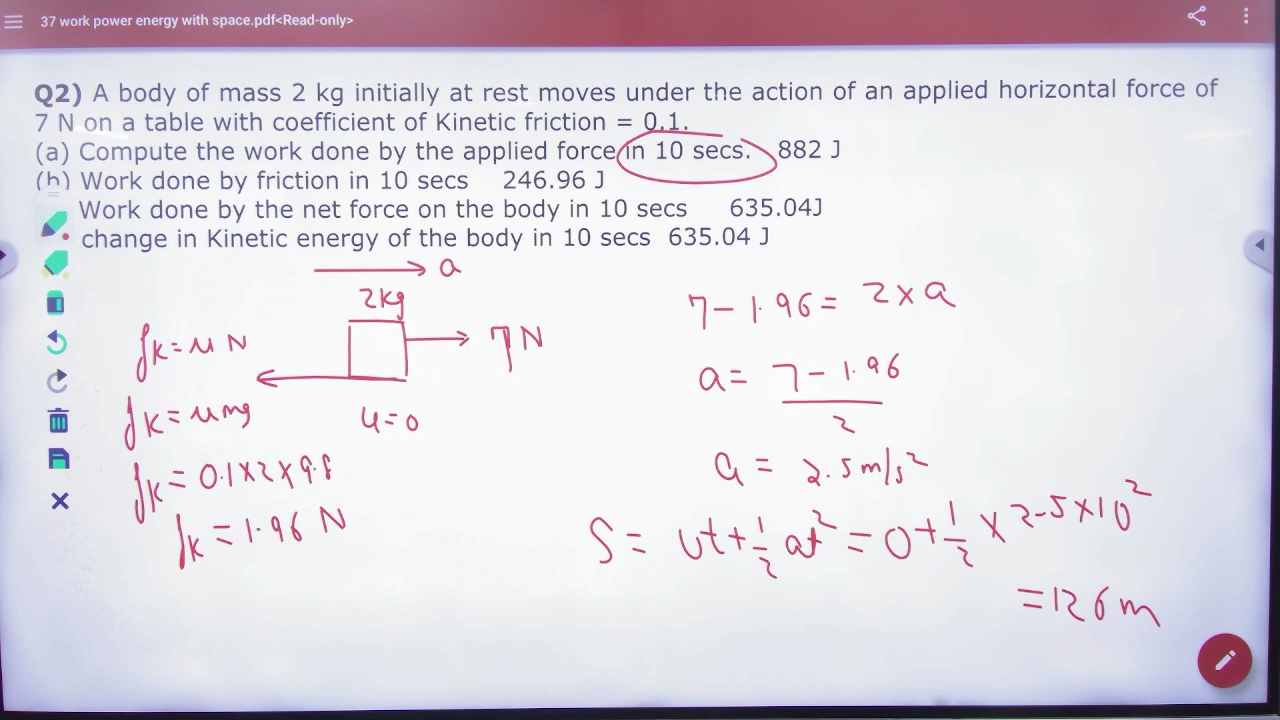 37 work power energy with space.pdf<Read-only>
Q2) A body of mass 2 kg initially at rest moves under the action of an applied horizontal force of
7 N on a table with coefficient of Kinetic friction = 0.1.
(a) Compute the work done by the applied force in 10 secs. 882 J
(b) Work done by friction in 10 secs 246.96 J
Work done by the net force on the body in 10 secs 635.04J
change in Kinetic energy of the body in 10 secs 635.04 J
a
2kg
7 N
u=0
fK = μ N
fK = μmg
fK = 0.1×2×9.8
fK = 1.96 N
7 - 1.96 = 2 × a
a = 7 - 1.96
2
a = 2.5 m/s²
S = ut + 1/2 at² = 0 + 1/2 × 2.5 × 10²
= 126 m